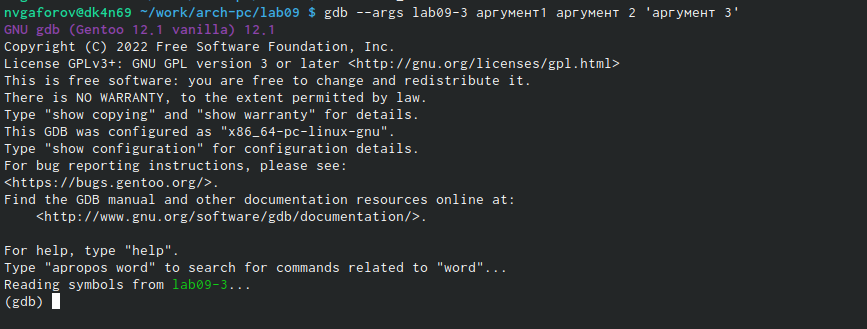 nvgaforov@dk4n69 ~/work/arch-pc/lab09 $ gdb --args lab09-3 аргумент1 аргумент 2 'аргумент 3'
GNU gdb (Gentoo 12.1 vanilla) 12.1
Copyright (C) 2022 Free Software Foundation, Inc.
License GPLv3+: GNU GPL version 3 or later <http://gnu.org/licenses/gpl.html>
This is free software: you are free to change and redistribute it.
There is NO WARRANTY, to the extent permitted by law.
Type "show copying" and "show warranty" for details.
This GDB was configured as "x86_64-pc-linux-gnu".
Type "show configuration" for configuration details.
For bug reporting instructions, please see:
<https://bugs.gentoo.org/>.
Find the GDB manual and other documentation resources online at:
    <http://www.gnu.org/software/gdb/documentation/>.

For help, type "help".
Type "apropos word" to search for commands related to "word"...
Reading symbols from lab09-3...
(gdb)